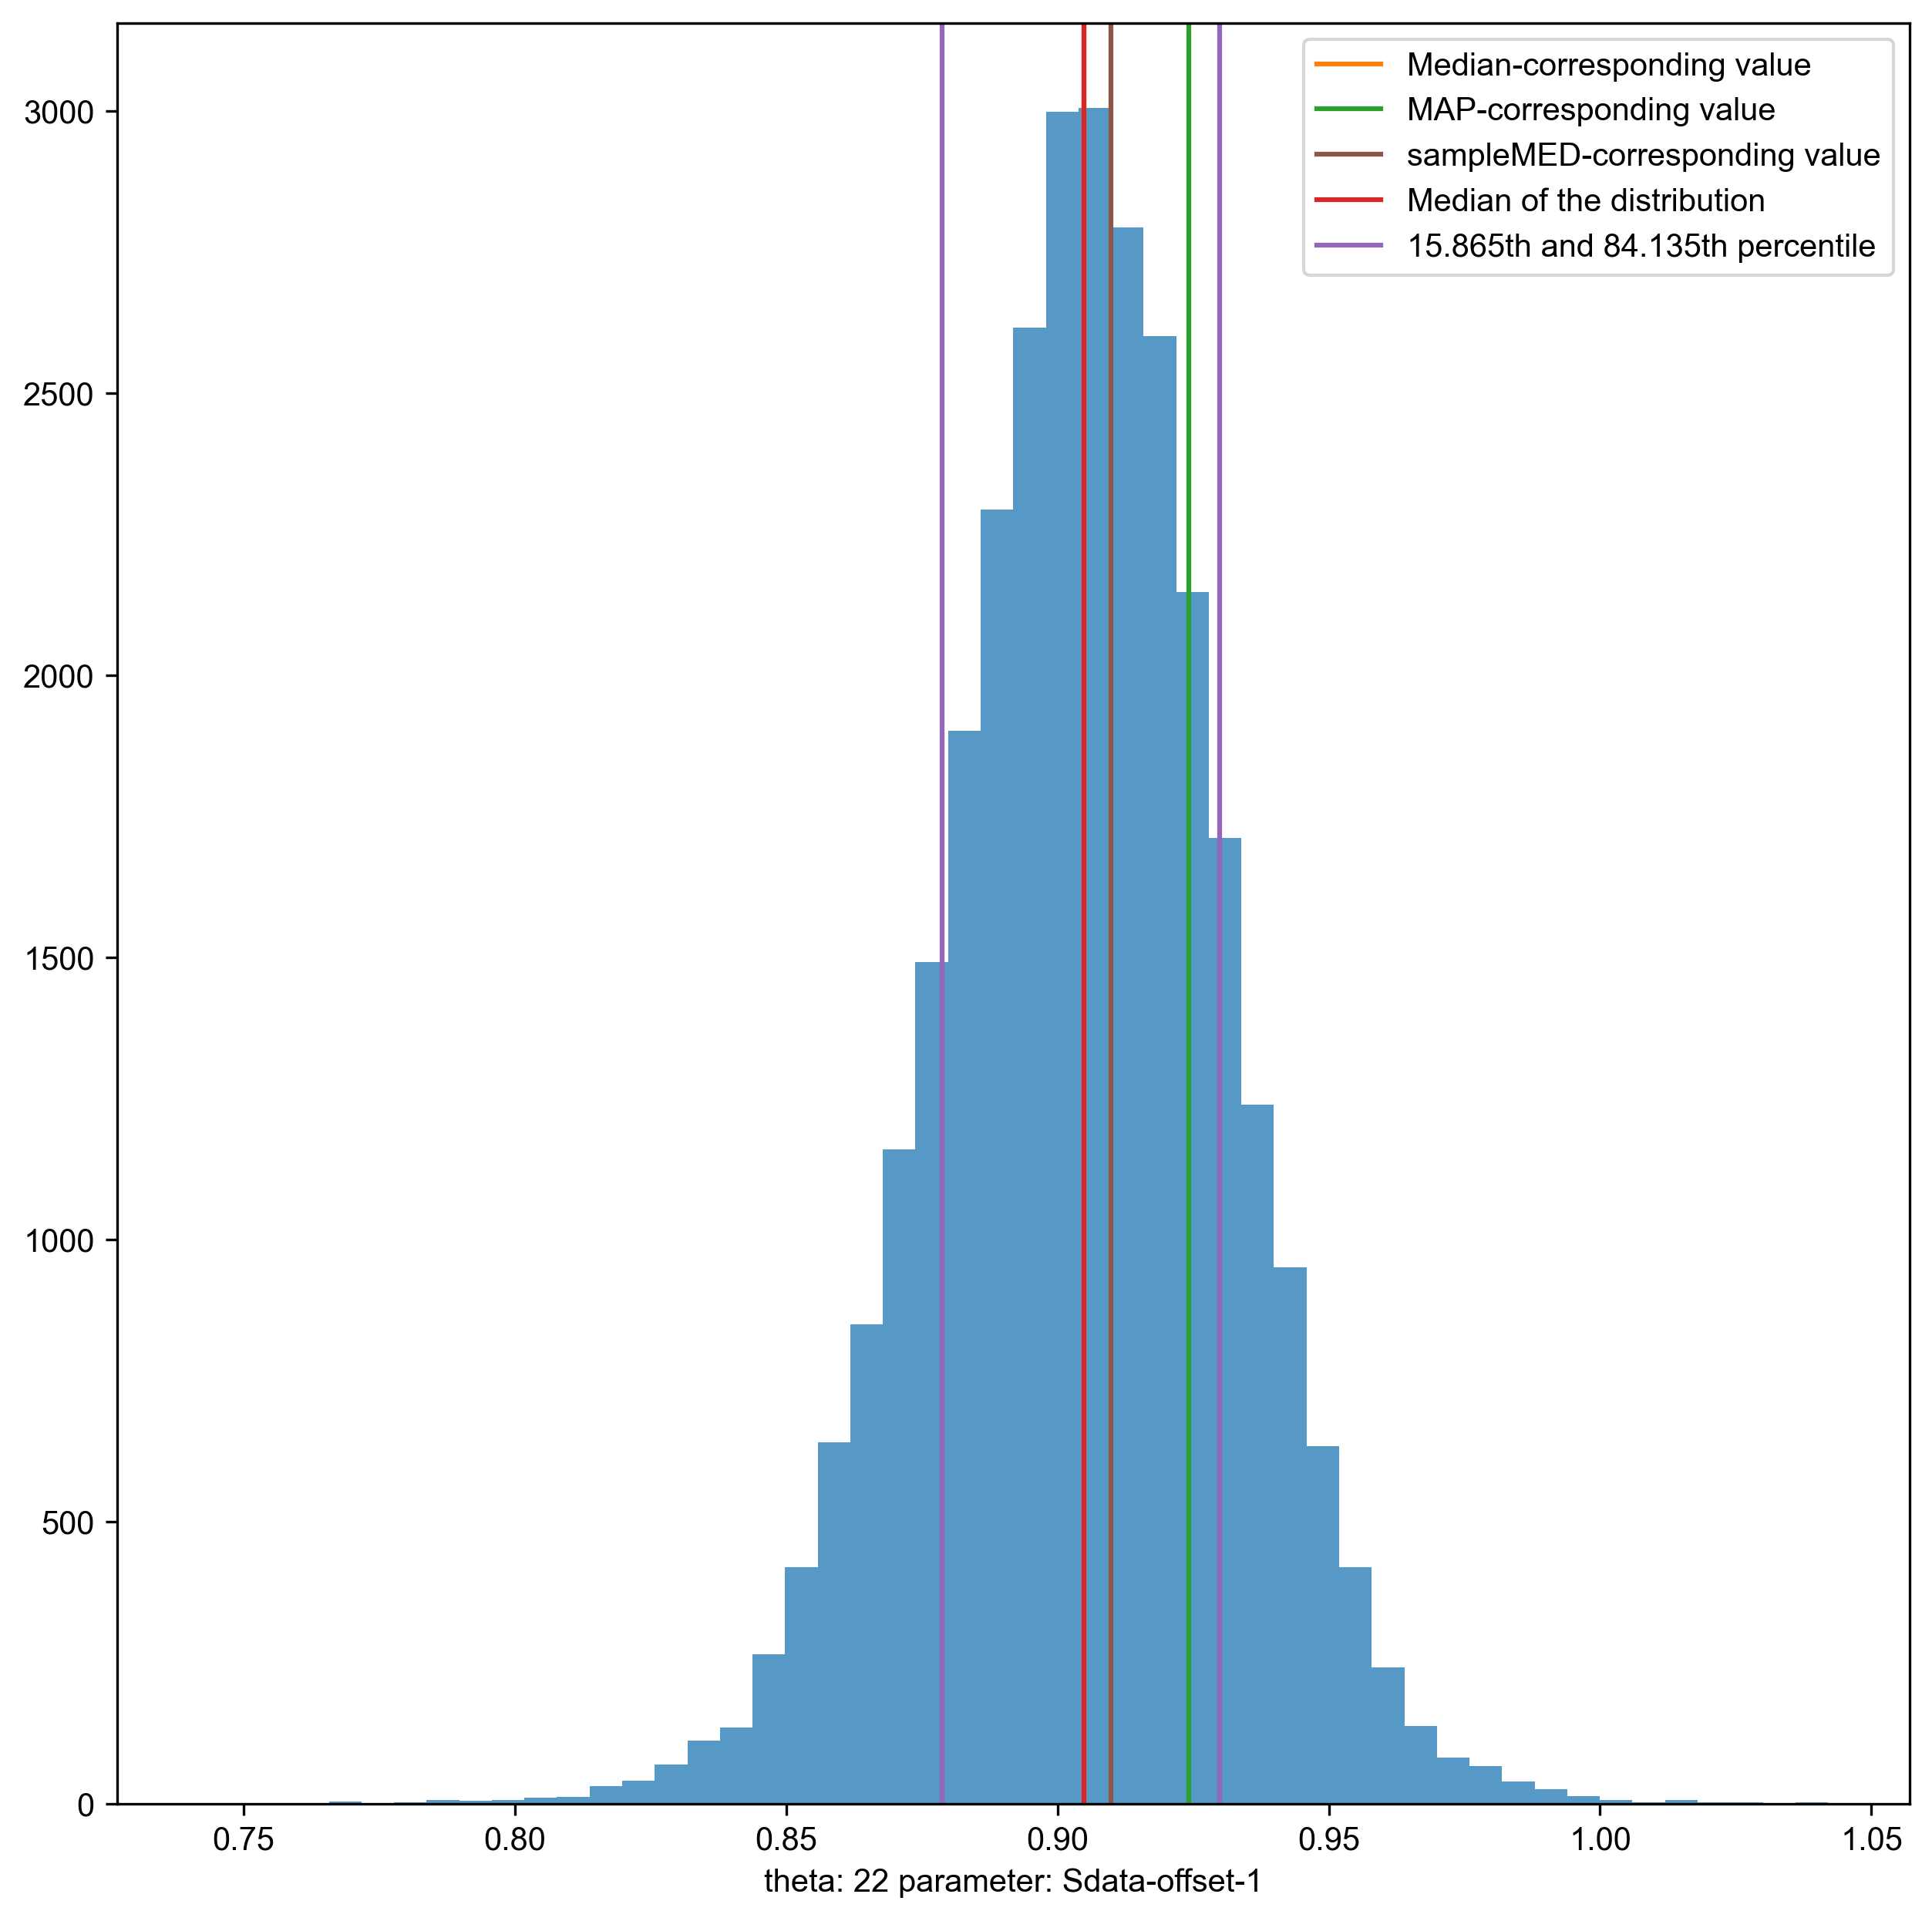 Median-corresponding value
MAP-corresponding value
sampleMED-corresponding value
Median of the distribution
15.865th and 84.135th percentile
3000
2500
2000
1500
1000
500
0
0.75 0.80 0.85 0.90 0.95 1.00 1.05
theta: 22 parameter: Sdata-offset-1